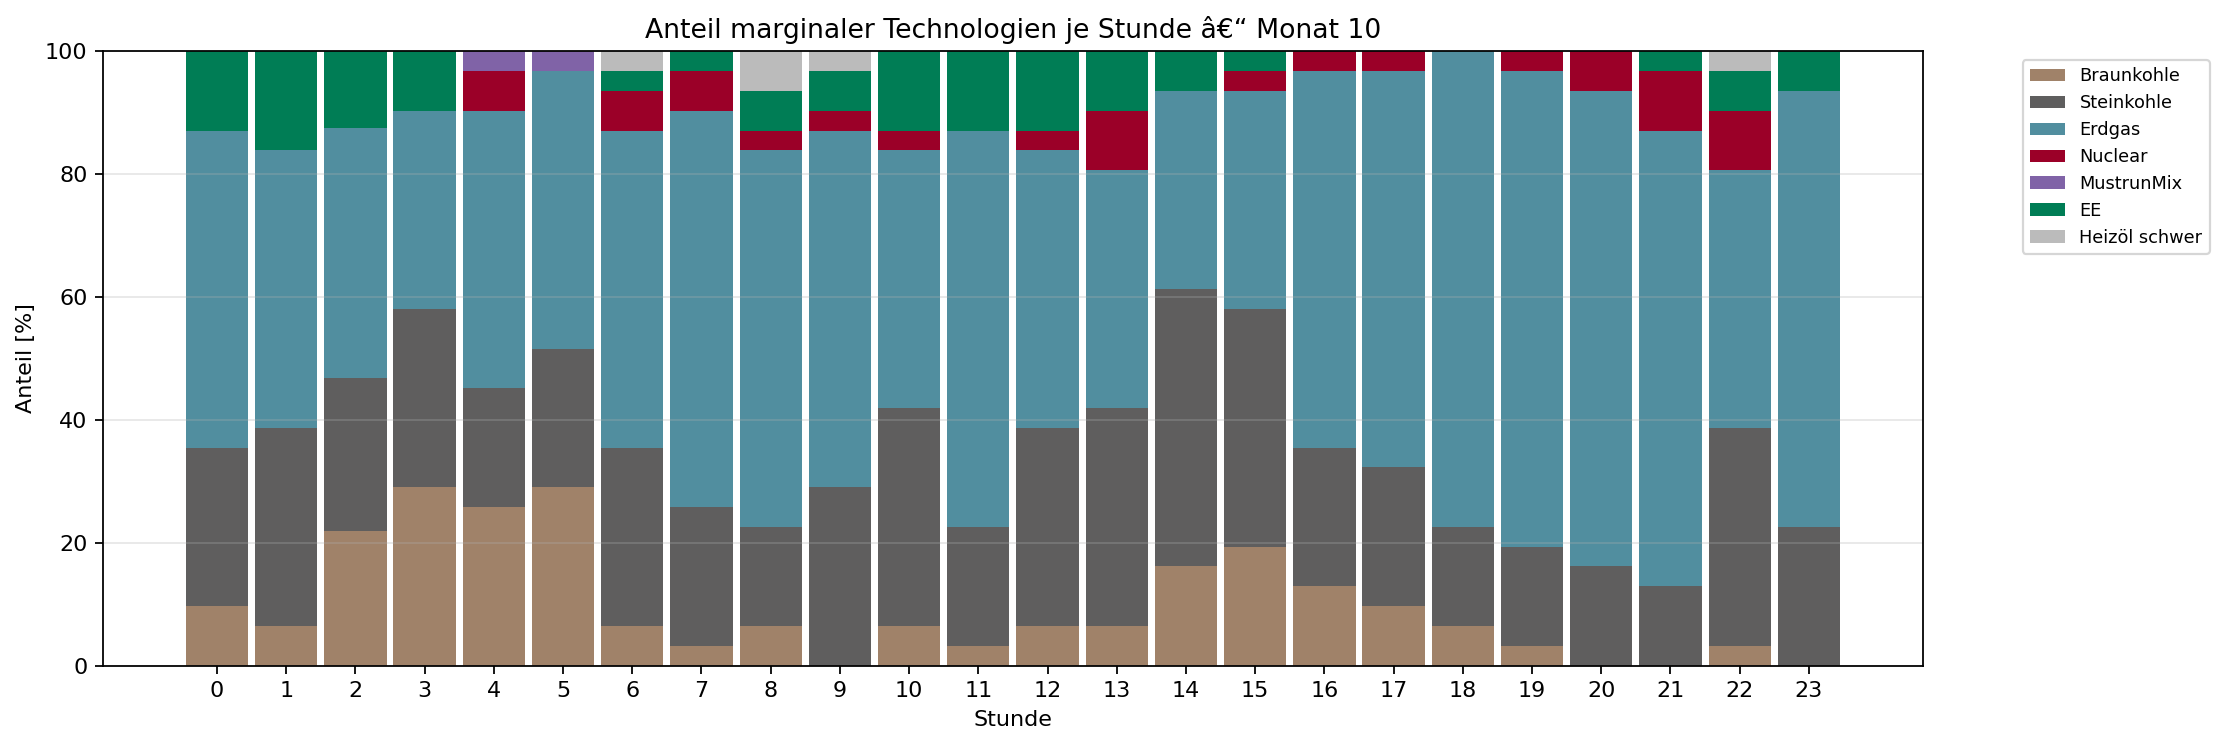 Anteil marginaler Technologien je Stunde â€“ Monat 10
Anteil [%]
100
80
60
40
20
0
0 1 2 3 4 5 6 7 8 9 10 11 12 13 14 15 16 17 18 19 20 21 22 23
Stunde
Braunkohle
Steinkohle
Erdgas
Nuclear
MustrunMix
EE
Heizöl schwer